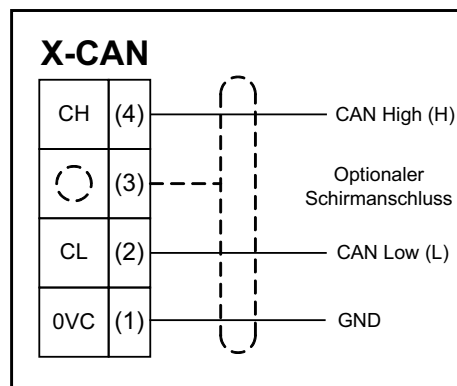 X-CAN
CH (4) CAN High (H)
(3) Optionaler
Schirmanschluss
CL (2) CAN Low (L)
0VC (1) GND